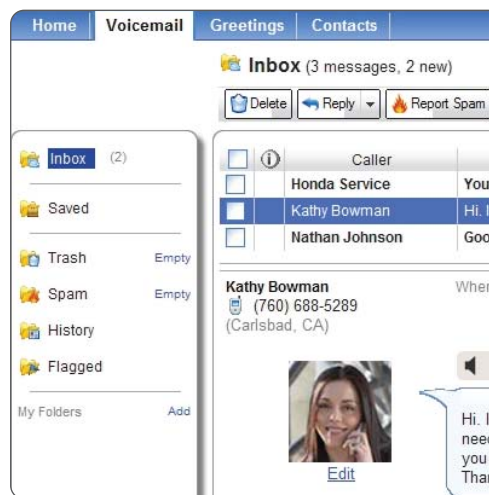 Home Voicemail Greetings Contacts
Inbox (3 messages, 2 new)
Delete Reply Report Spam
Inbox (2)
Saved
Trash Empty
Spam Empty
History
Flagged
My Folders Add
Caller
Honda Service You
Kathy Bowman Hi.
Nathan Johnson Goo
Kathy Bowman Wher
(760) 688-5289
(Carlsbad, CA)
Edit
Hi. I
need
you
Than